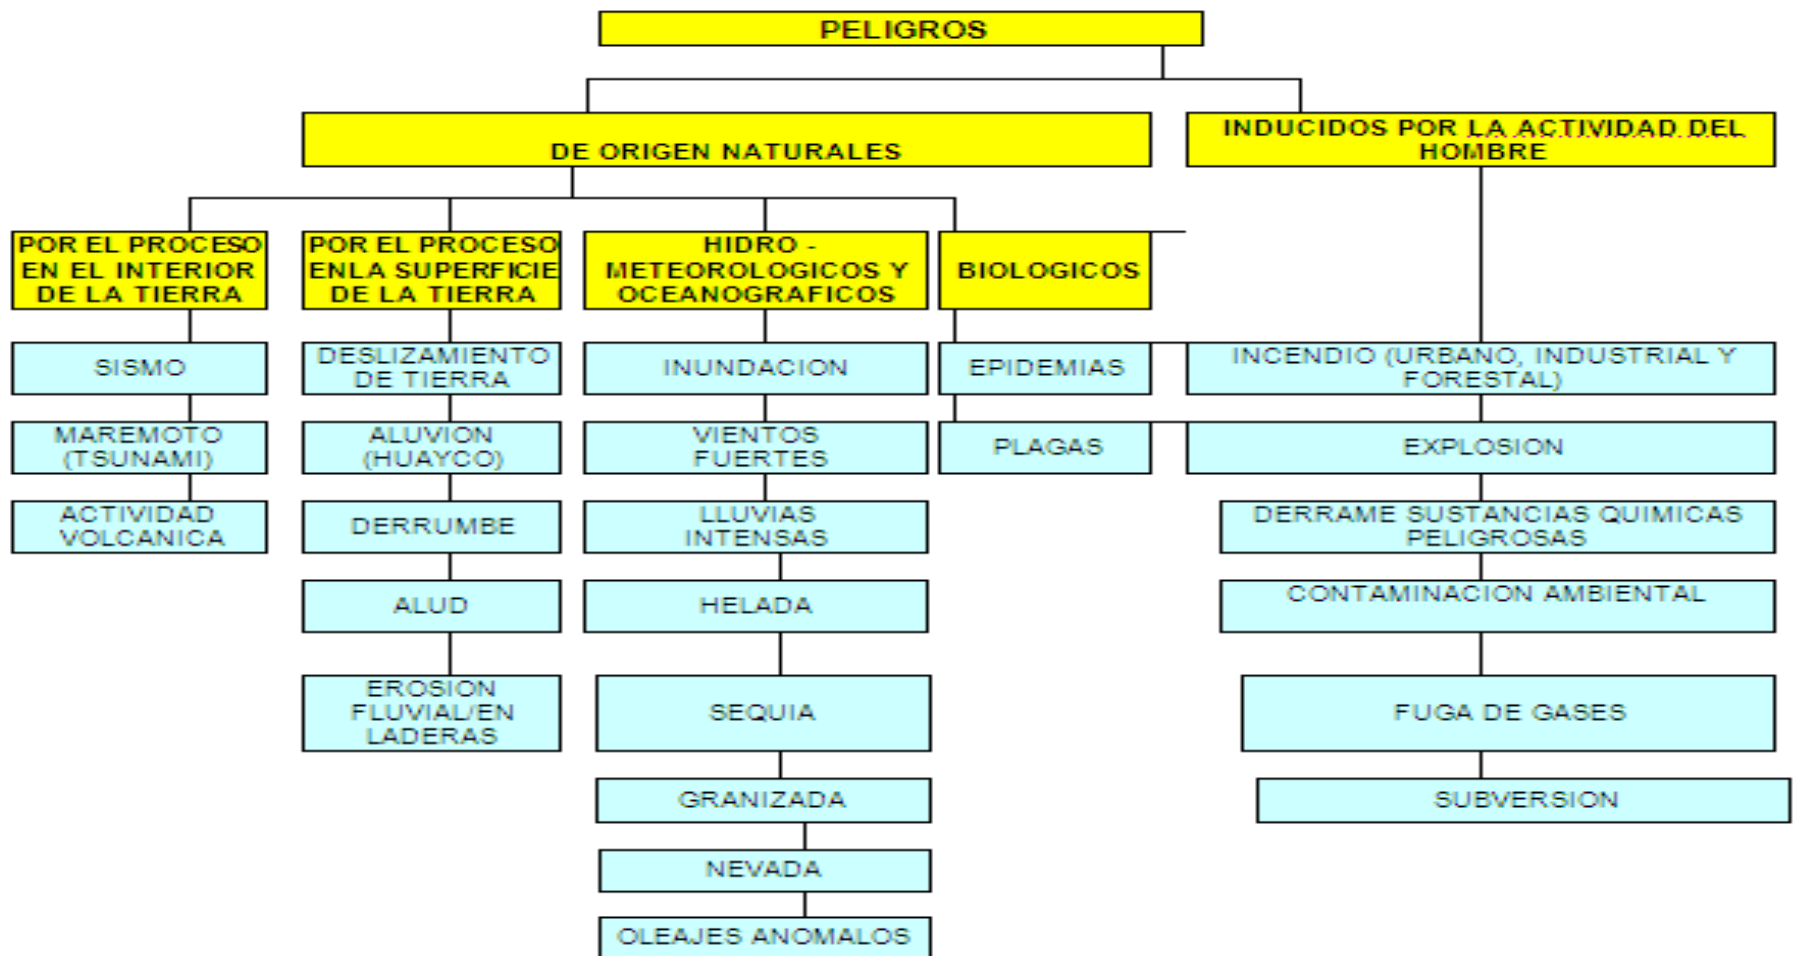 PELIGROS
DE ORIGEN NATURALES
INDUCIDOS POR LA ACTIVIDAD DEL
HOMBRE
POR EL PROCESO
EN EL INTERIOR
DE LA TIERRA
POR EL PROCESO
ENLA SUPERFICIE
DE LA TIERRA
HIDRO -
METEOROLOGICOS Y
OCEANOGRAFICOS
BIOLOGICOS
SISMO
DESLIZAMIENTO
DE TIERRA
INUNDACION
EPIDEMIAS
INCENDIO (URBANO, INDUSTRIAL Y
FORESTAL)
MAREMOTO
(TSUNAMI)
ALUVION
(HUAYCO)
VIENTOS
FUERTES
PLAGAS
EXPLOSION
ACTIVIDAD
VOLCANICA
DERRUMBE
LLUVIAS
INTENSAS
DERRAME SUSTANCIAS QUIMICAS
PELIGROSAS
ALUD
HELADA
CONTAMINACION AMBIENTAL
EROSION
FLUVIAL/EN
LADERAS
SEQUIA
FUGA DE GASES
GRANIZADA
SUBVERSION
NEVADA
OLEAJES ANOMALOS